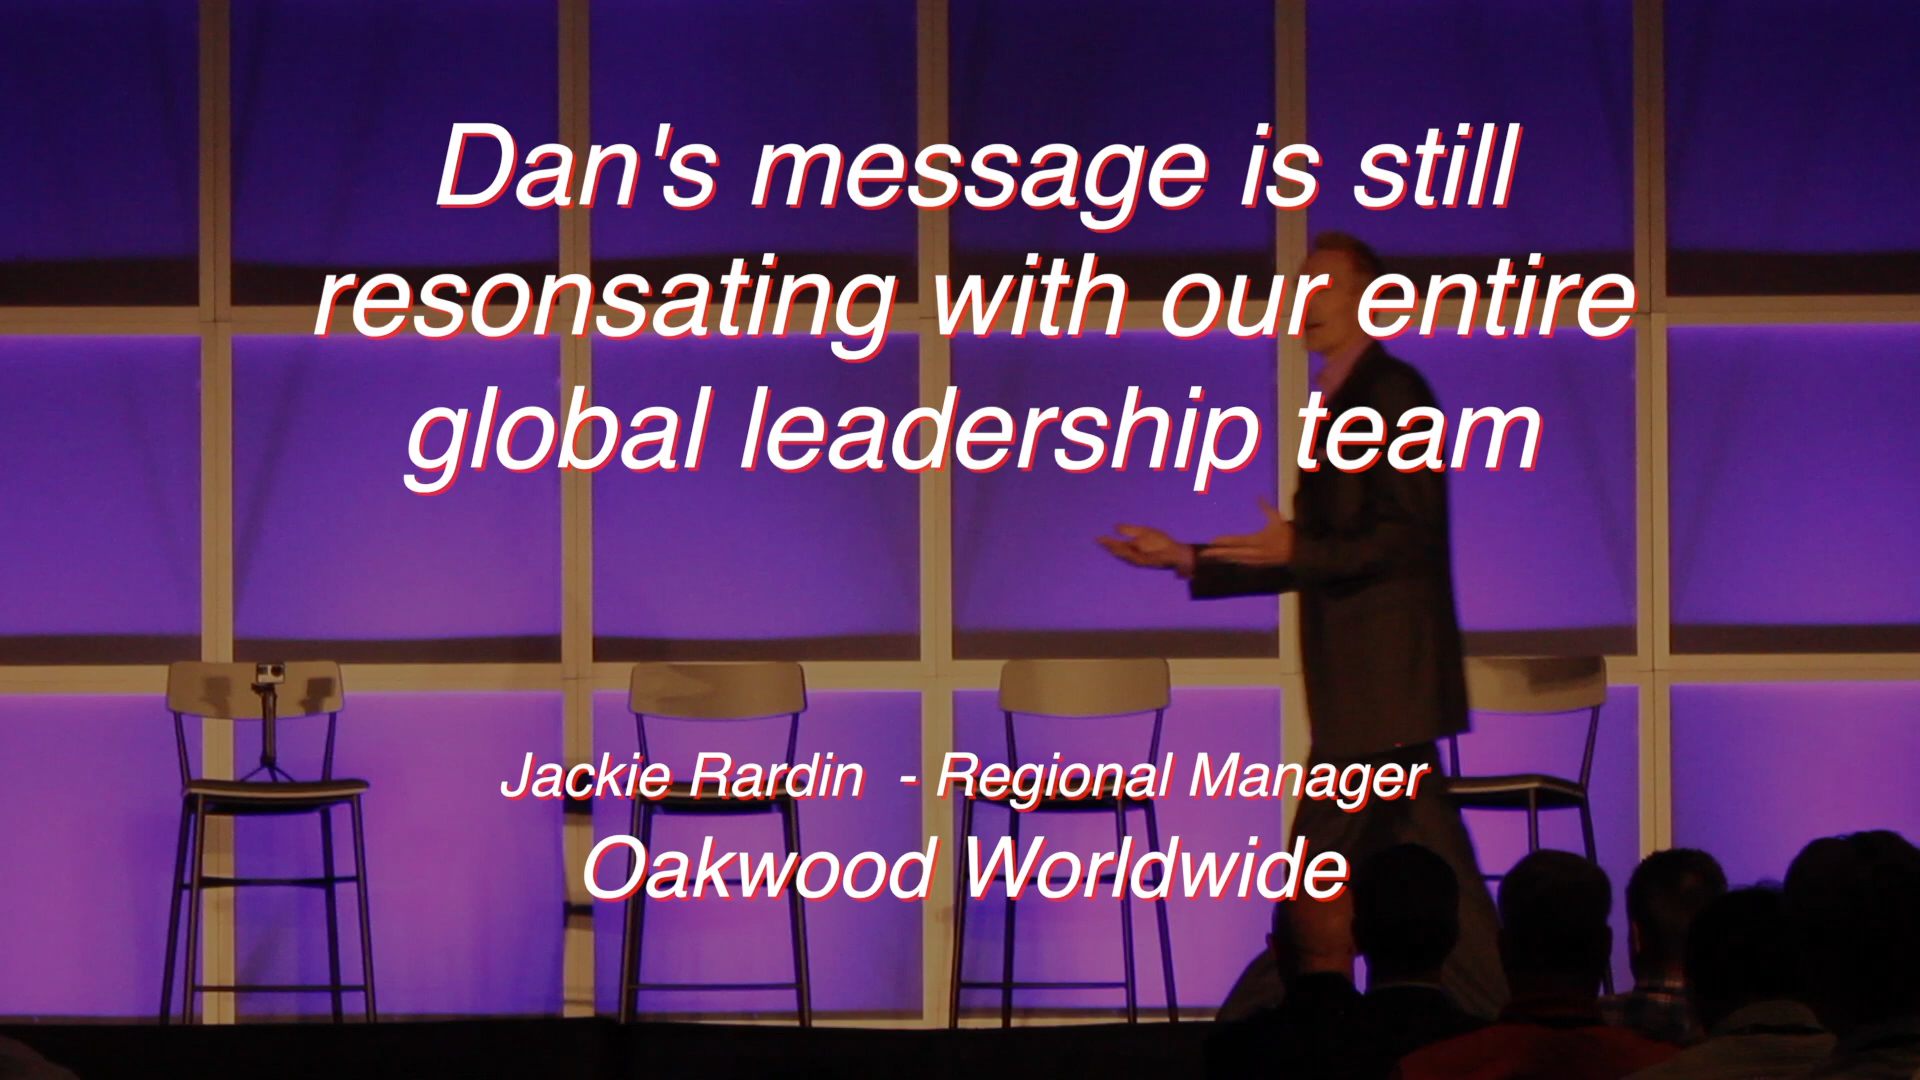 Dan's message is still
resonsating with our entire
global leadership team
Jackie Rardin - Regional Manager
Oakwood Worldwide